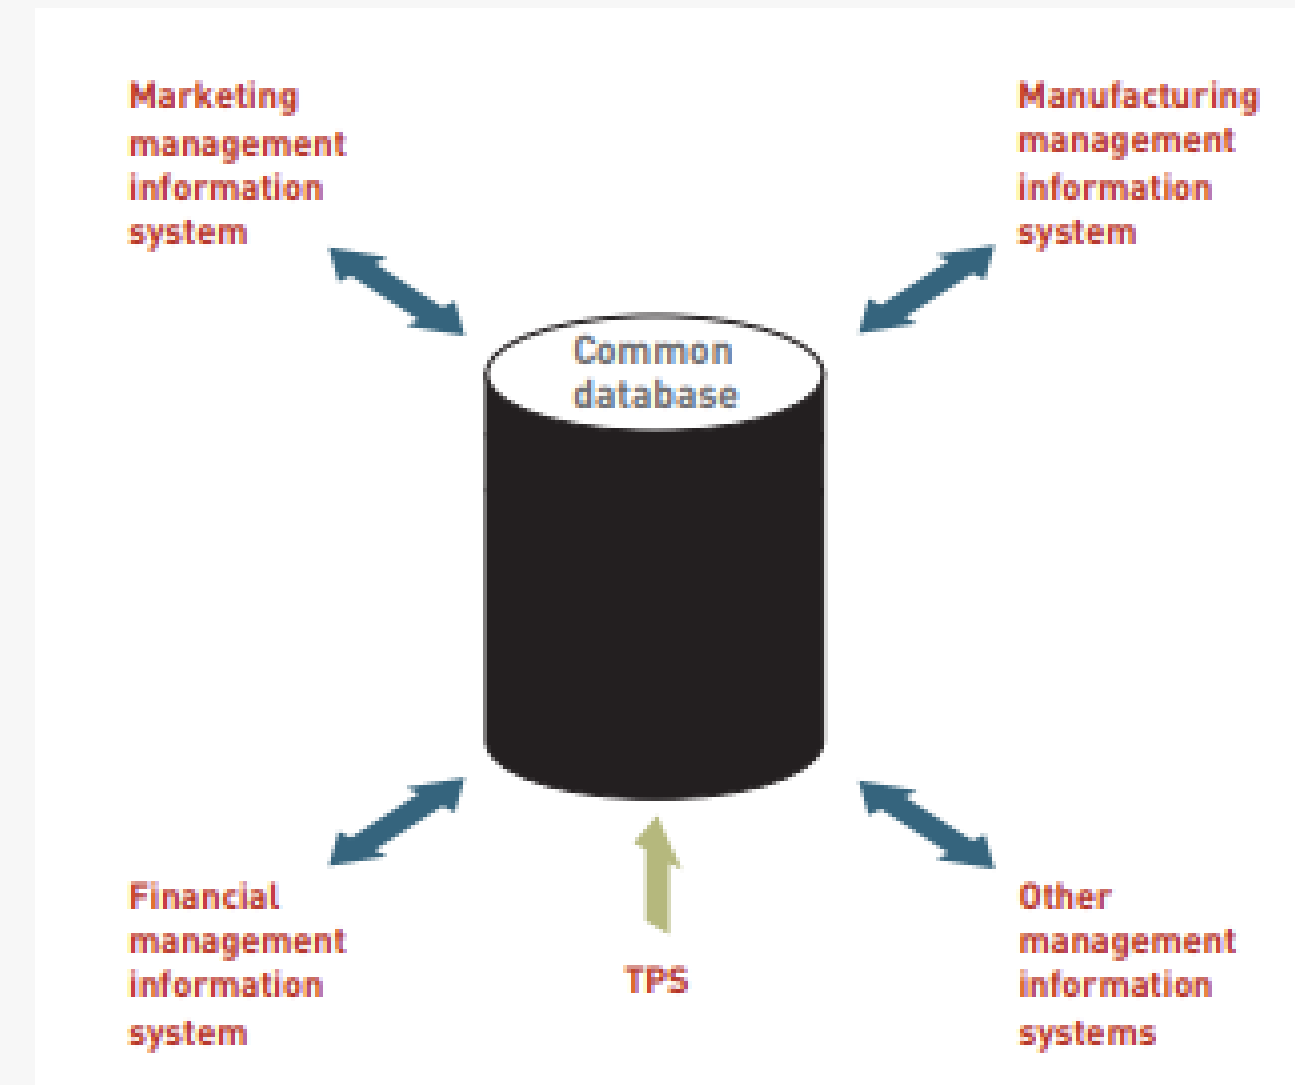 Marketing
management
information
system
Manufacturing
management
information
system
Common
database
Financial
management
information
system
TPS
Other
management
information
systems